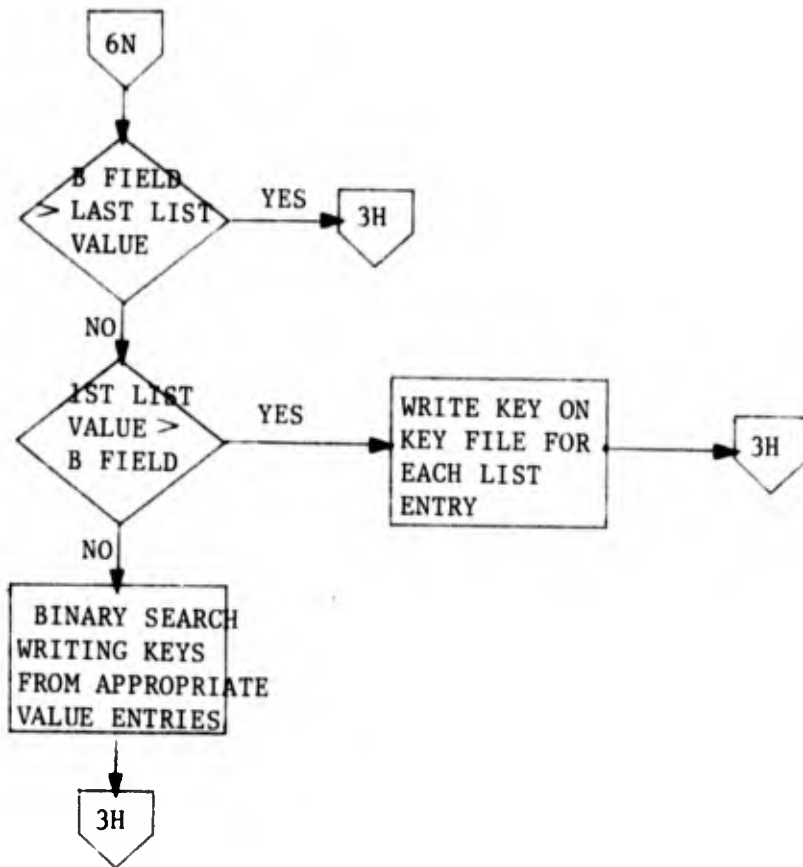 6N
B FIELD
> LAST LIST
VALUE
YES
3H
NO
1ST LIST
VALUE >
B FIELD
YES
WRITE KEY ON
KEY FILE FOR
EACH LIST
ENTRY
3H
NO
BINARY SEARCH
WRITING KEYS
FROM APPROPRIATE
VALUE ENTRIES
3H